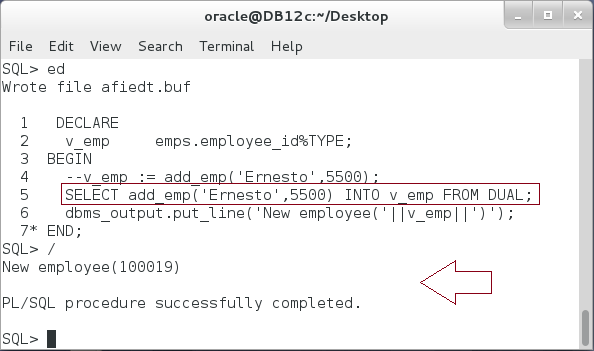 oracle@DB12c:~/Desktop
File Edit View Search Terminal Help
SQL> ed
Wrote file afiedt.buf
1 DECLARE
2 v_emp emps.employee_id%TYPE;
3 BEGIN
4 --v_emp := add_emp('Ernesto',5500);
5 SELECT add_emp('Ernesto',5500) INTO v_emp FROM DUAL;
6 dbms_output.put_line('New employee('||v_emp||')');
7* END;
SQL> /
New employee(100019)
PL/SQL procedure successfully completed.
SQL>